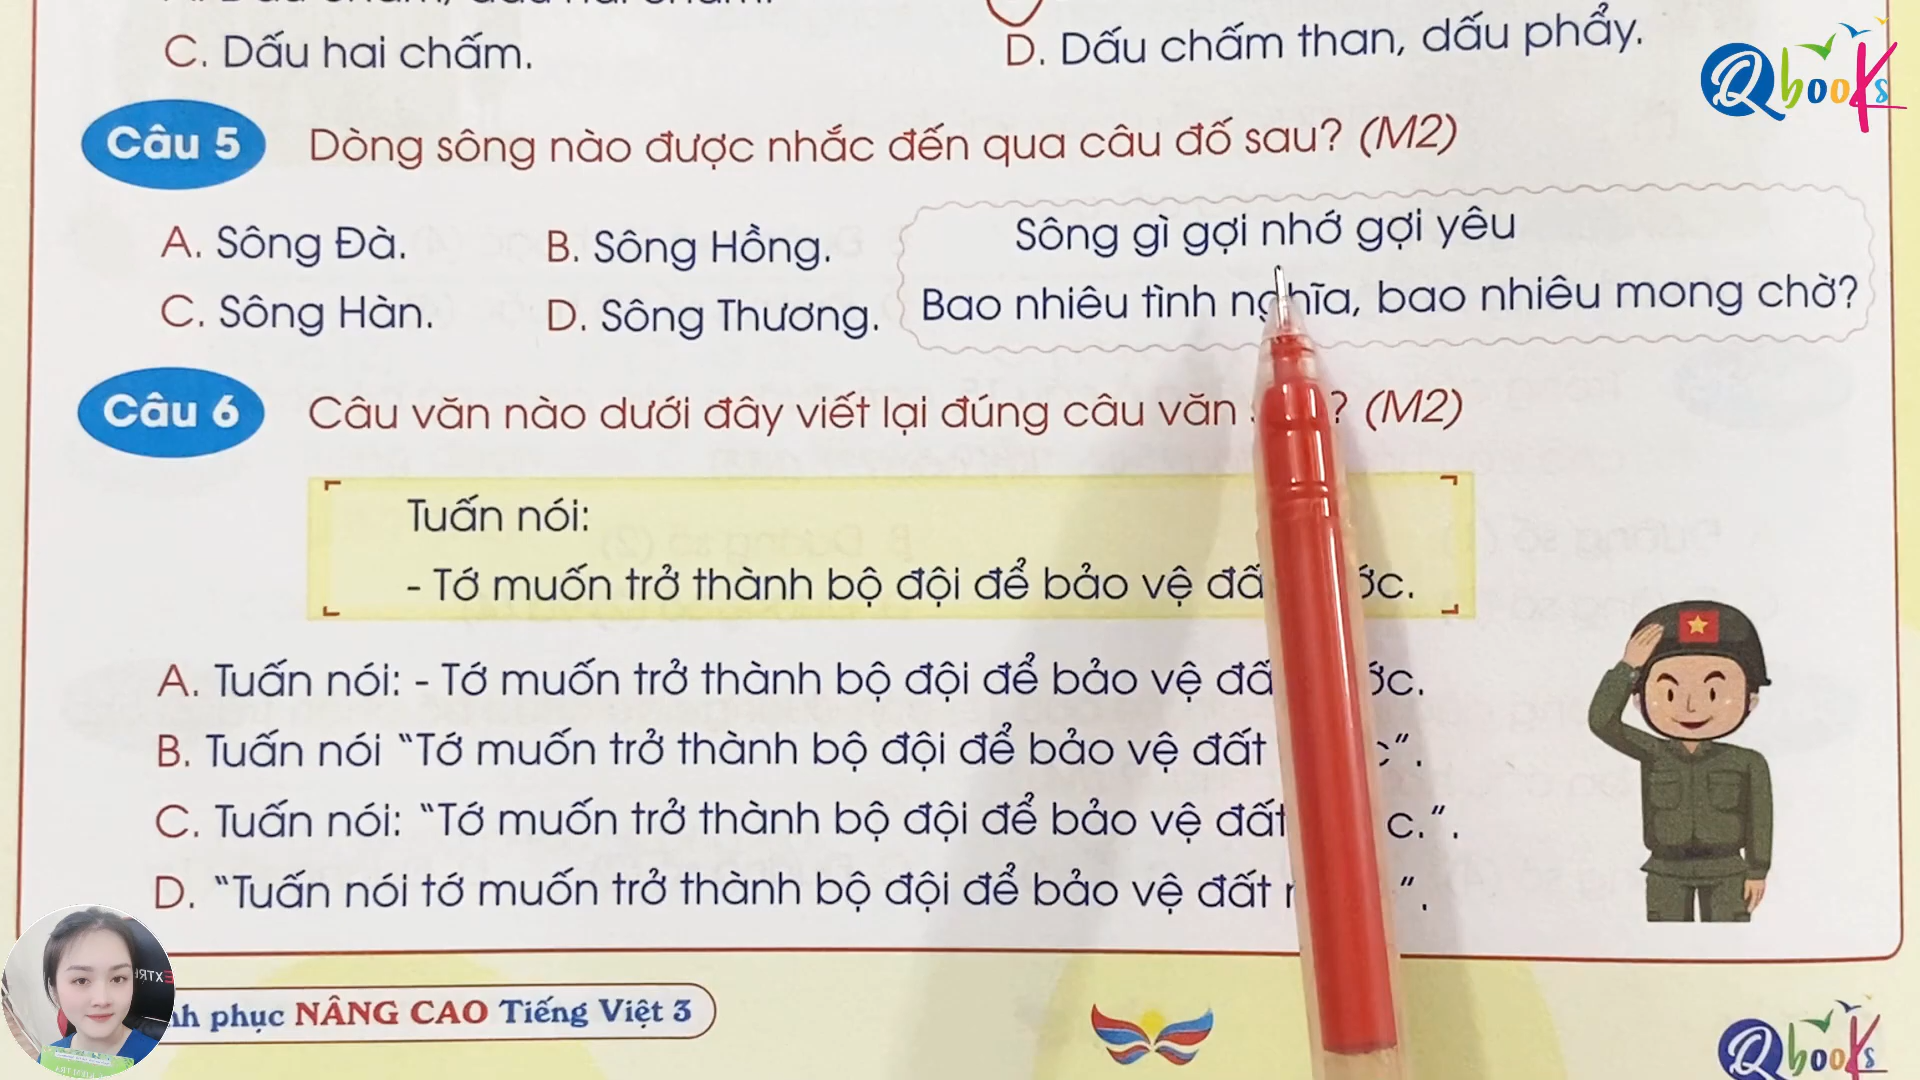 C. Dấu hai chấm.
D. Dấu chấm than, dấu phẩy.
Qbooks
Câu 5 Dòng sông nào được nhắc đến qua câu đố sau? (M2)
A. Sông Đà.
B. Sông Hồng.
C. Sông Hàn.
D. Sông Thương.
Sông gì gợi nhớ gợi yêu
Bao nhiêu tình nghĩa, bao nhiêu mong chờ?
Câu 6 Câu văn nào dưới đây viết lại đúng câu văn ? (M2)
Tuấn nói:
- Tớ muốn trở thành bộ đội để bảo vệ
A. Tuấn nói: - Tớ muốn trở thành bộ đội để bảo vệ
B. Tuấn nói “Tớ muốn trở thành bộ đội để bảo vệ đất ”.
C. Tuấn nói: “Tớ muốn trở thành bộ đội để bảo vệ đất c.”.
D. “Tuấn nói tớ muốn trở thành bộ đội để bảo vệ đất ”.
phục NÂNG CAO Tiếng Việt 3
Qbooks